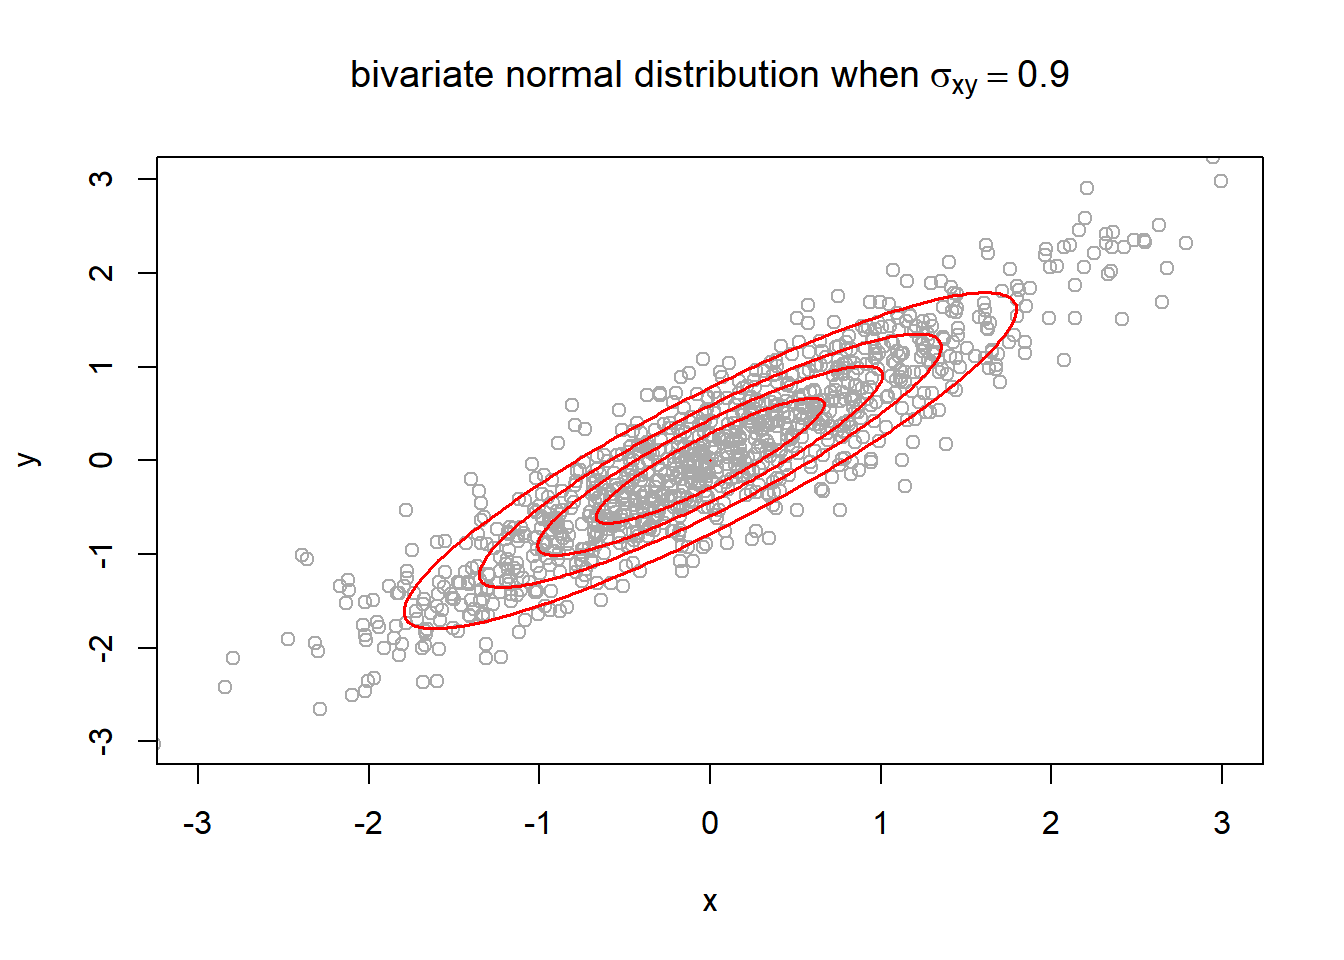 bivariate normal distribution when σxy = 0.9
3
2
1
0
-1
-2
-3
y
-3 -2 -1 0 1 2 3
x